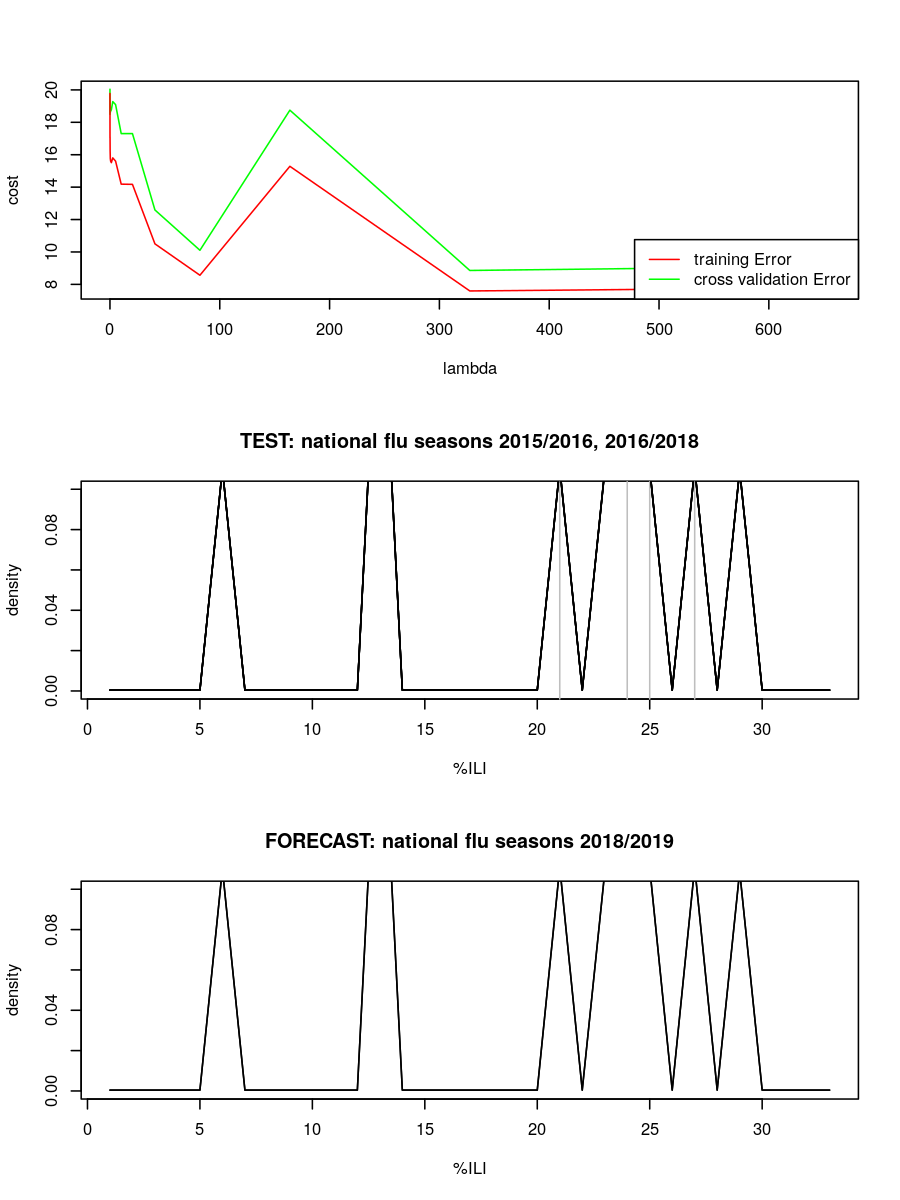 20
18
16
14
12
10
8
cost
training Error
cross validation Error
0 100 200 300 400 500 600
lambda
TEST: national flu seasons 2015/2016, 2016/2018
0.08
0.04
0.00
density
0 5 10 15 20 25 30
%ILI
FORECAST: national flu seasons 2018/2019
0.08
0.04
0.00
density
0 5 10 15 20 25 30
%ILI